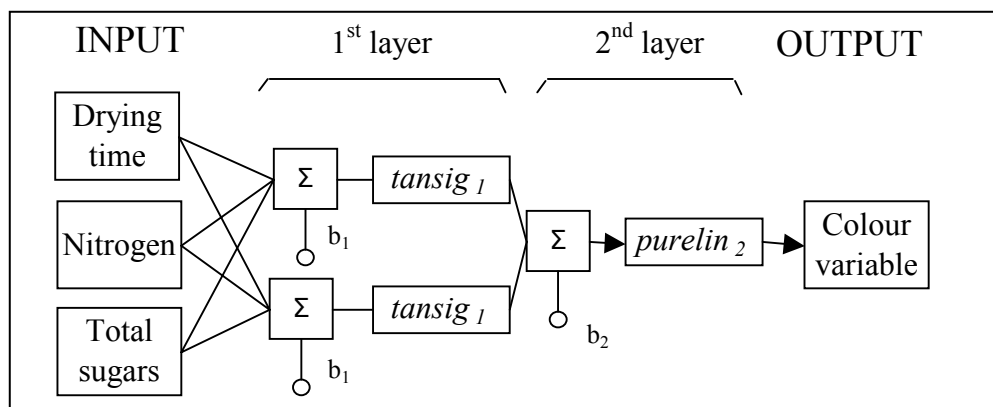 INPUT 1st layer 2nd layer OUTPUT
Drying
time
Nitrogen
Total
sugars
Σ
tansig 1
b1
Σ
tansig 1
b1
Σ
purelin 2
b2
Colour
variable